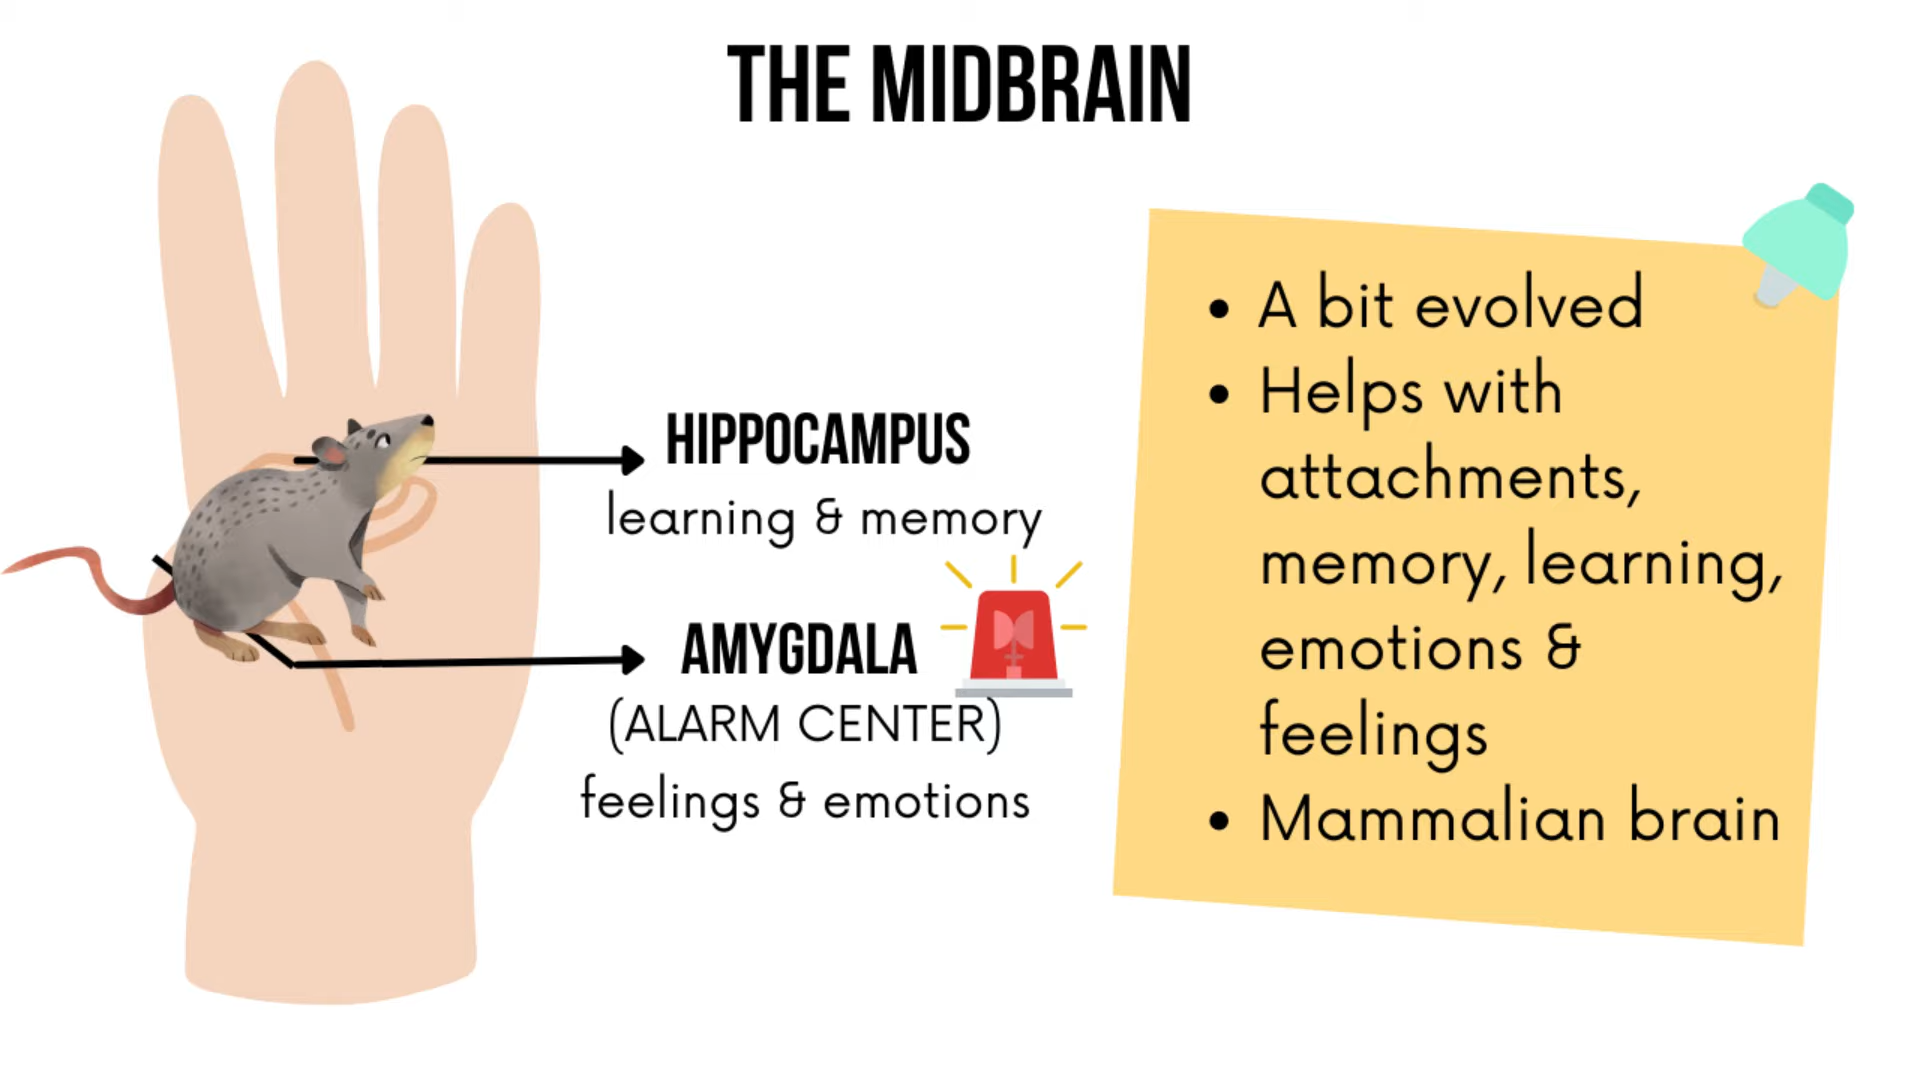 THE MIDBRAIN
HIPPOCAMPUS
learning & memory
AMYGDALA
(ALARM CENTER)
feelings & emotions
• A bit evolved
• Helps with
attachments,
memory, learning,
emotions &
feelings
• Mammalian brain